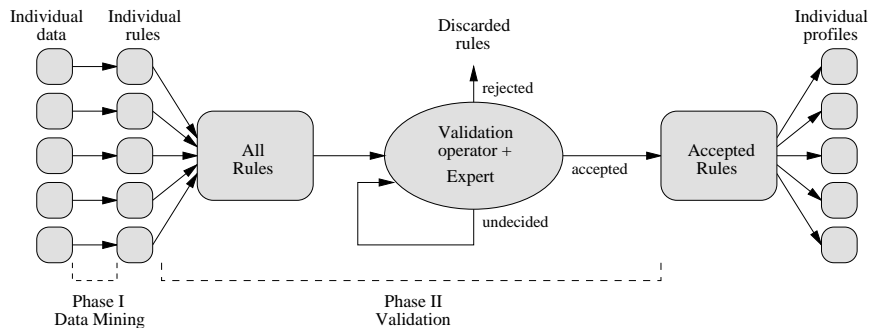 Individual
data
Individual
rules
Discarded
rules
Individual
profiles
rejected
All
Rules
Validation
operator +
Expert
accepted
Accepted
Rules
undecided
Phase I
Data Mining
Phase II
Validation